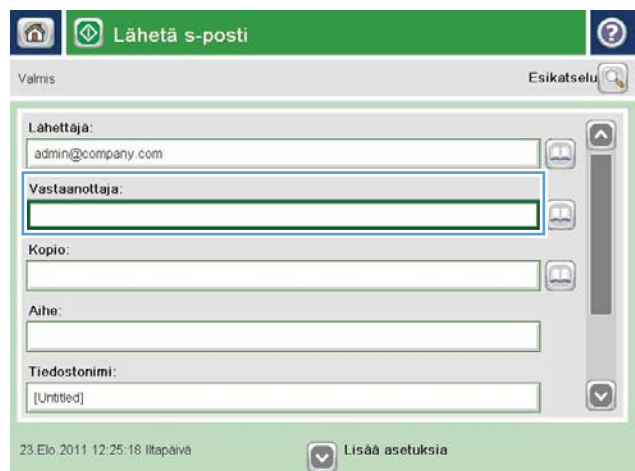 Lähetä s-posti
?
Valmis
Esikatselu
Lähettäjä:
admin@company.com
Vastaanottaja:
Kopio:
Aihe:
Tiedostonimi:
[Untitled]
23 Elo 2011 12:25:18 Iltapäivä
Lisää asetuksia